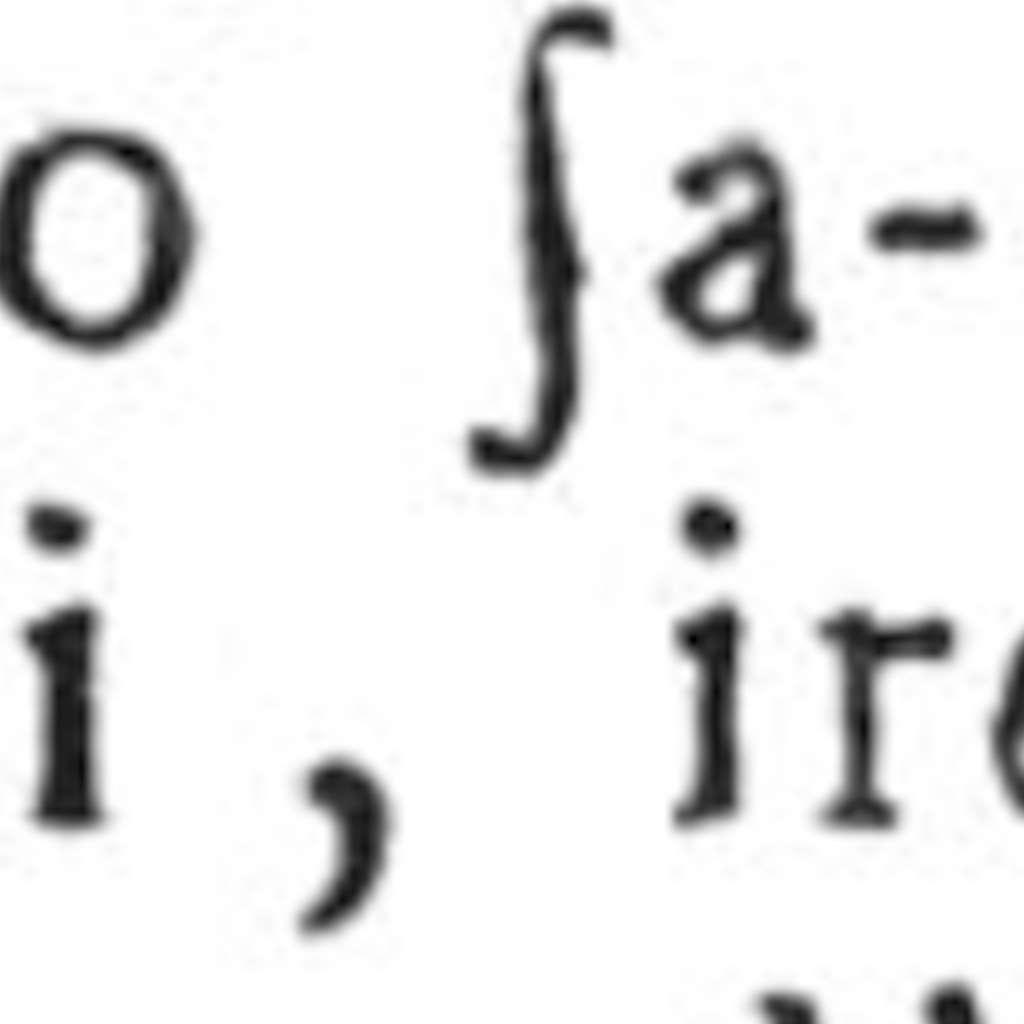 o ſa-
i, ir